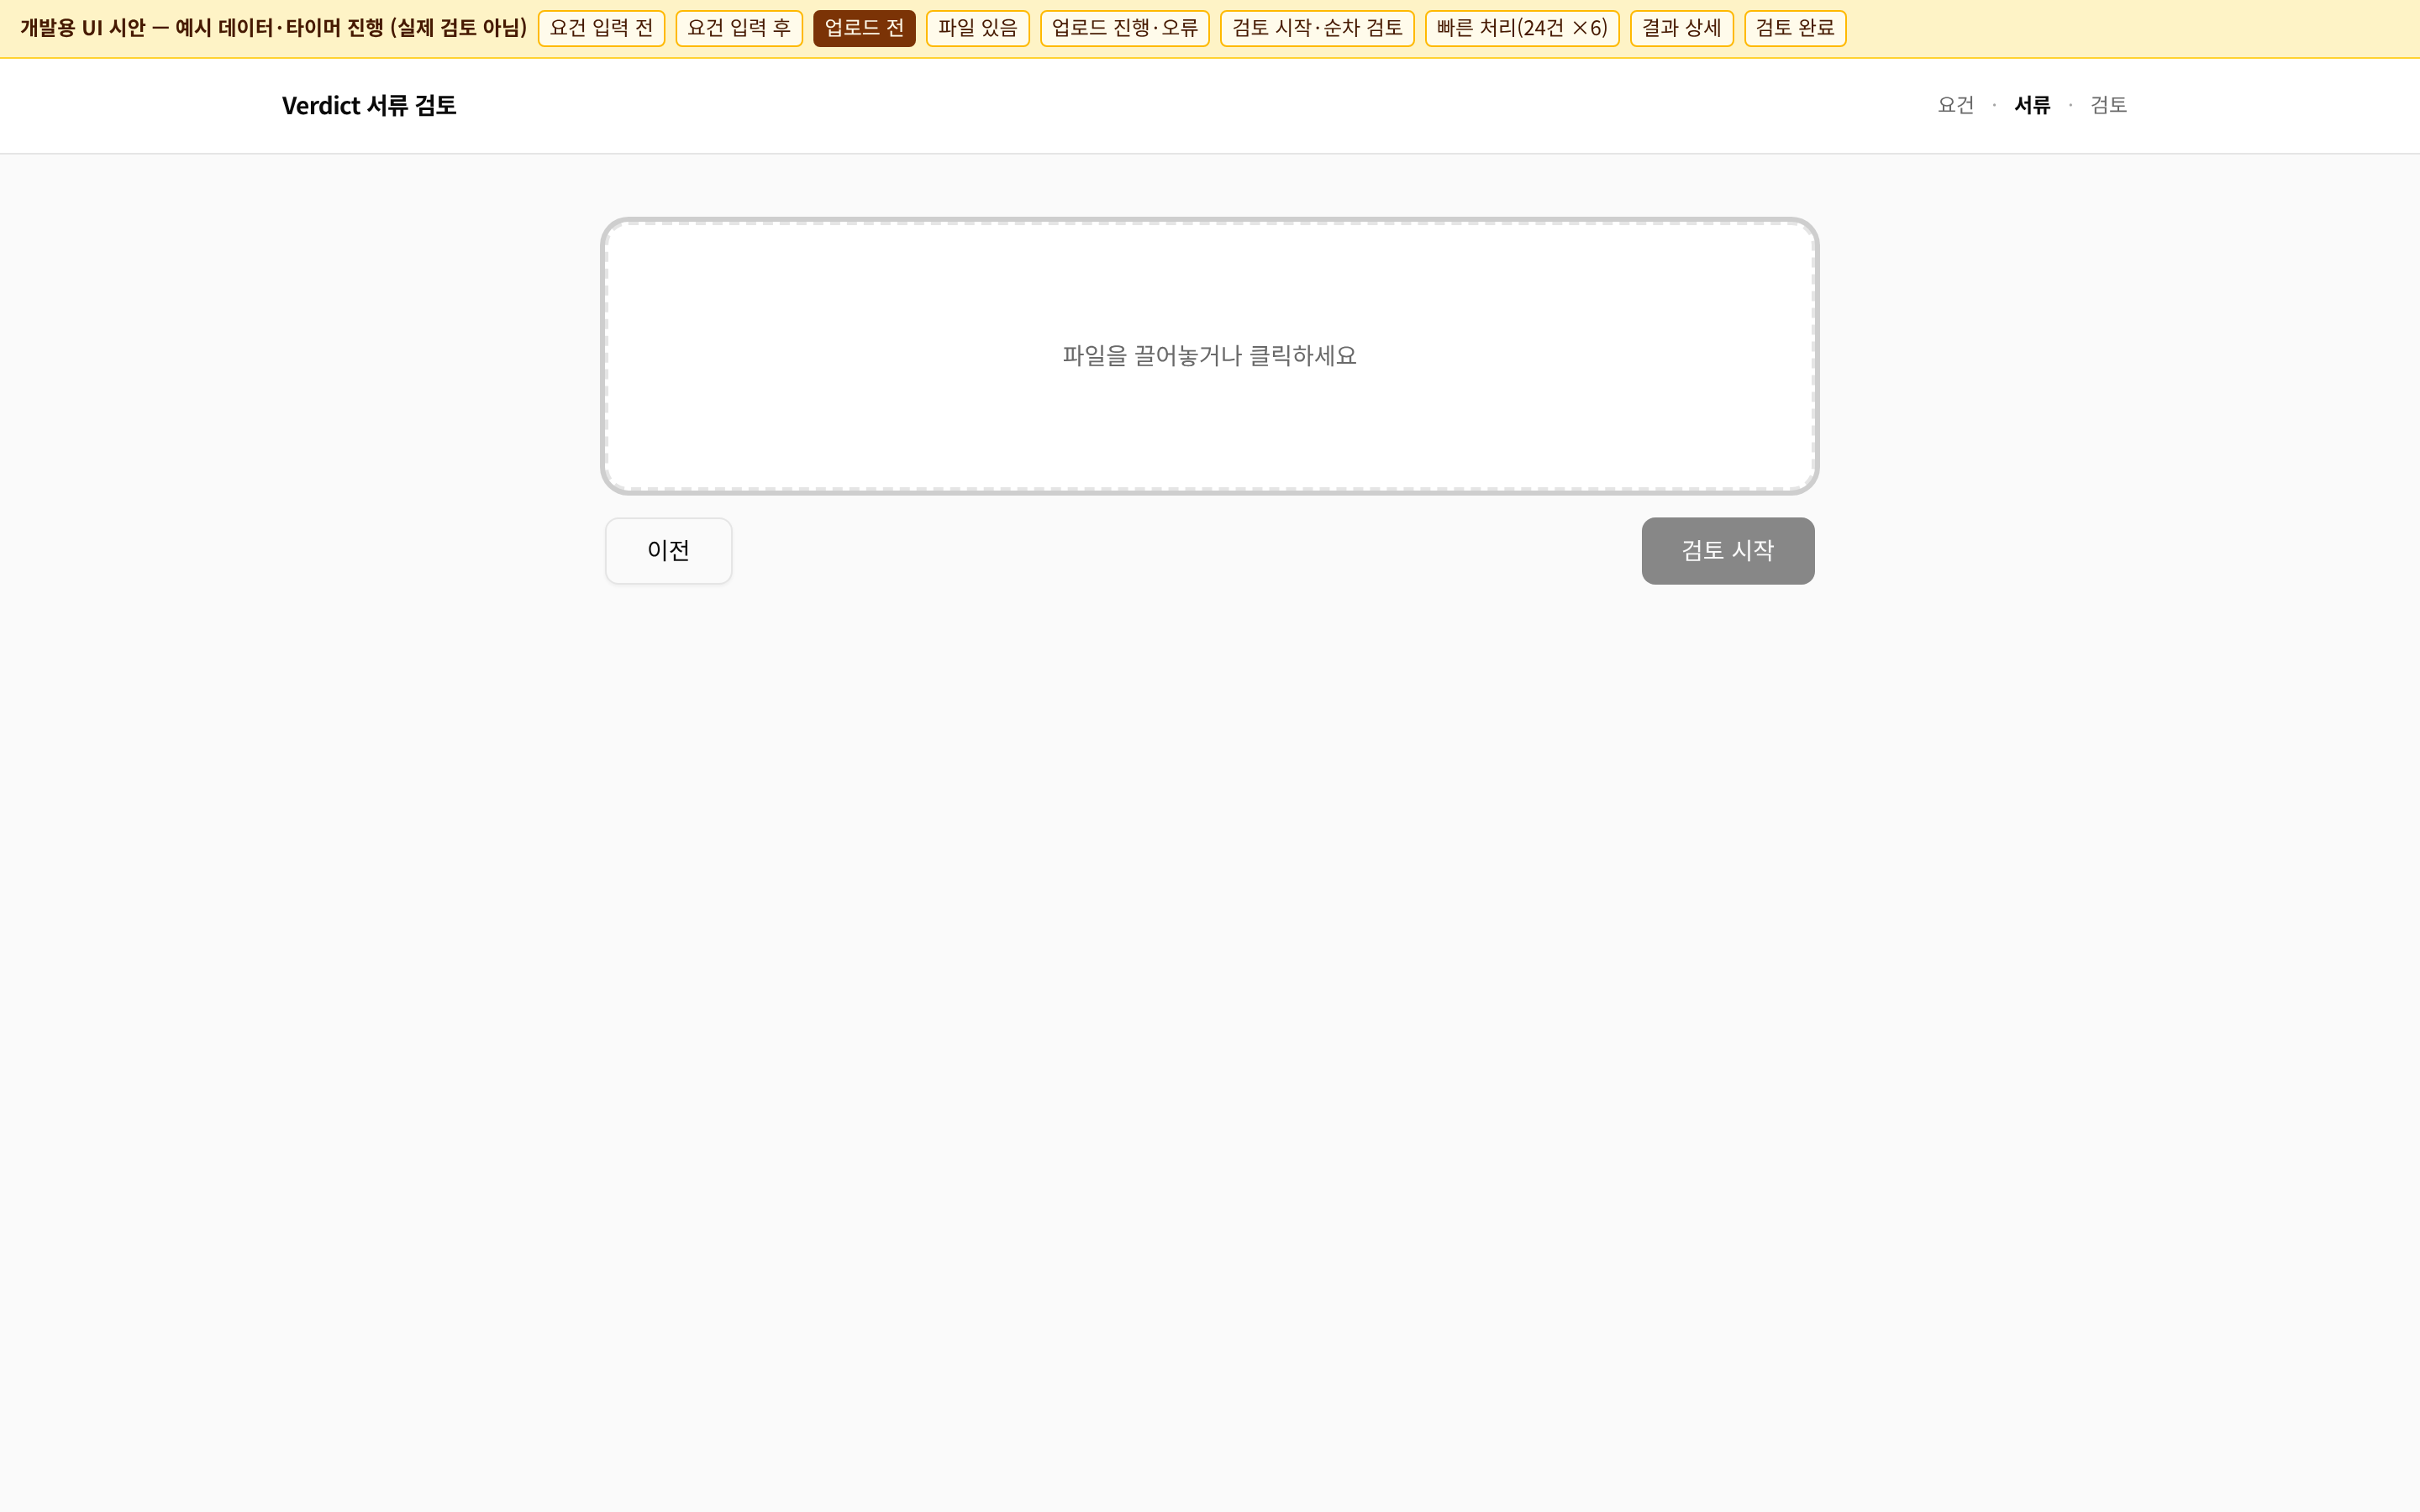 개발용 UI 시안 — 예시 데이터·타이머 진행 (실제 검토 아님) 요건 입력 전 요건 입력 후 업로드 전 파일 있음 업로드 진행·오류 검토 시작·순차 검토 빠른 처리(24건 ×6) 결과 상세 검토 완료
Verdict 서류 검토 요건 · 서류 · 검토
파일을 끌어놓거나 클릭하세요
이전 검토 시작